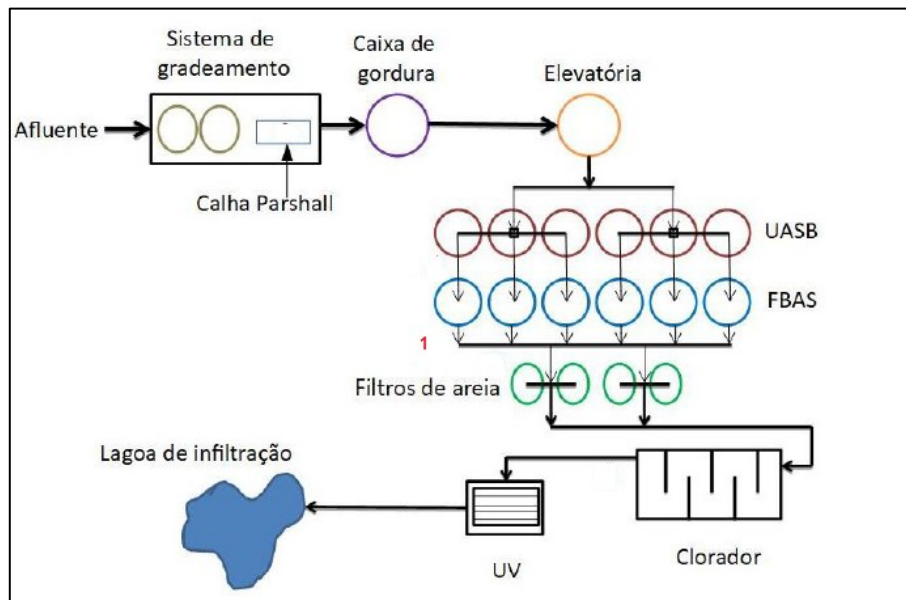 Sistema de
gradeamento
Caixa de
gordura
Elevatória
Afluente
Calha Parshall
UASB
FBAS
1
Filtros de areia
Lagoa de infiltração
UV
Clorador